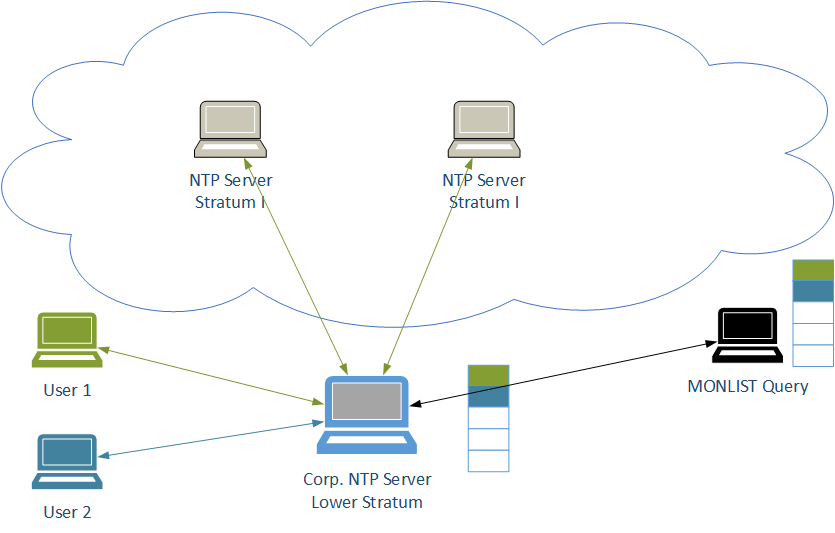 NTP Server
Stratum I
NTP Server
Stratum I
User 1
MONLIST Query
Corp. NTP Server
Lower Stratum
User 2